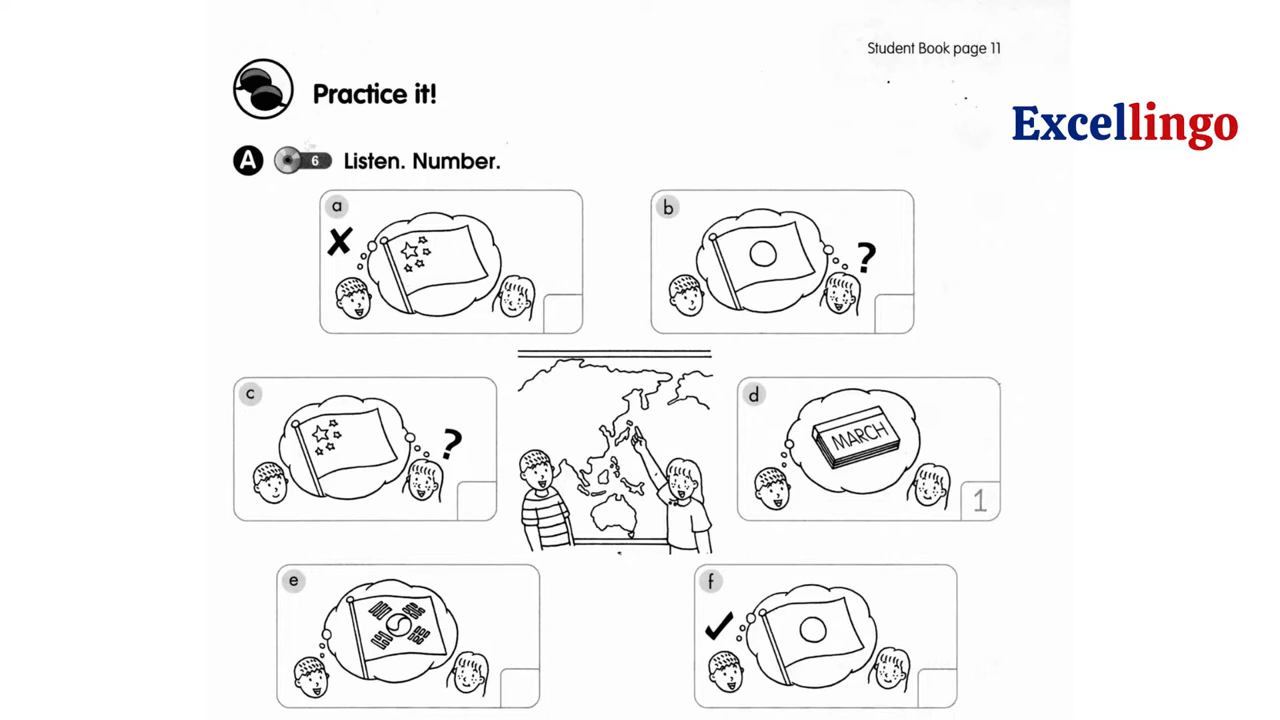 Student Book page 11
Practice it!
Excellingo
A 6 Listen. Number.
a
b
?
c
?
d
MARCH
1
e
f